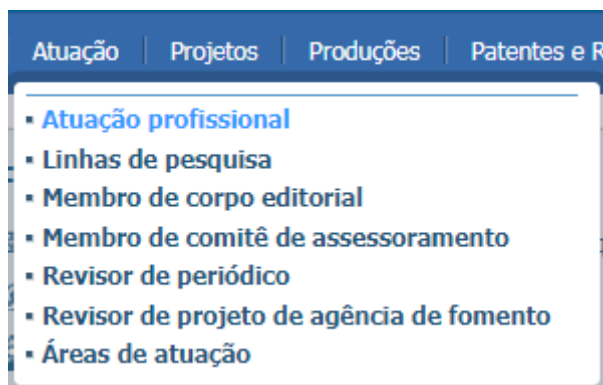 Atuação | Projetos | Produções | Patentes e R
▪ Atuação profissional
▪ Linhas de pesquisa
▪ Membro de corpo editorial
▪ Membro de comitê de assessoramento
▪ Revisor de periódico
▪ Revisor de projeto de agência de fomento
▪ Áreas de atuação